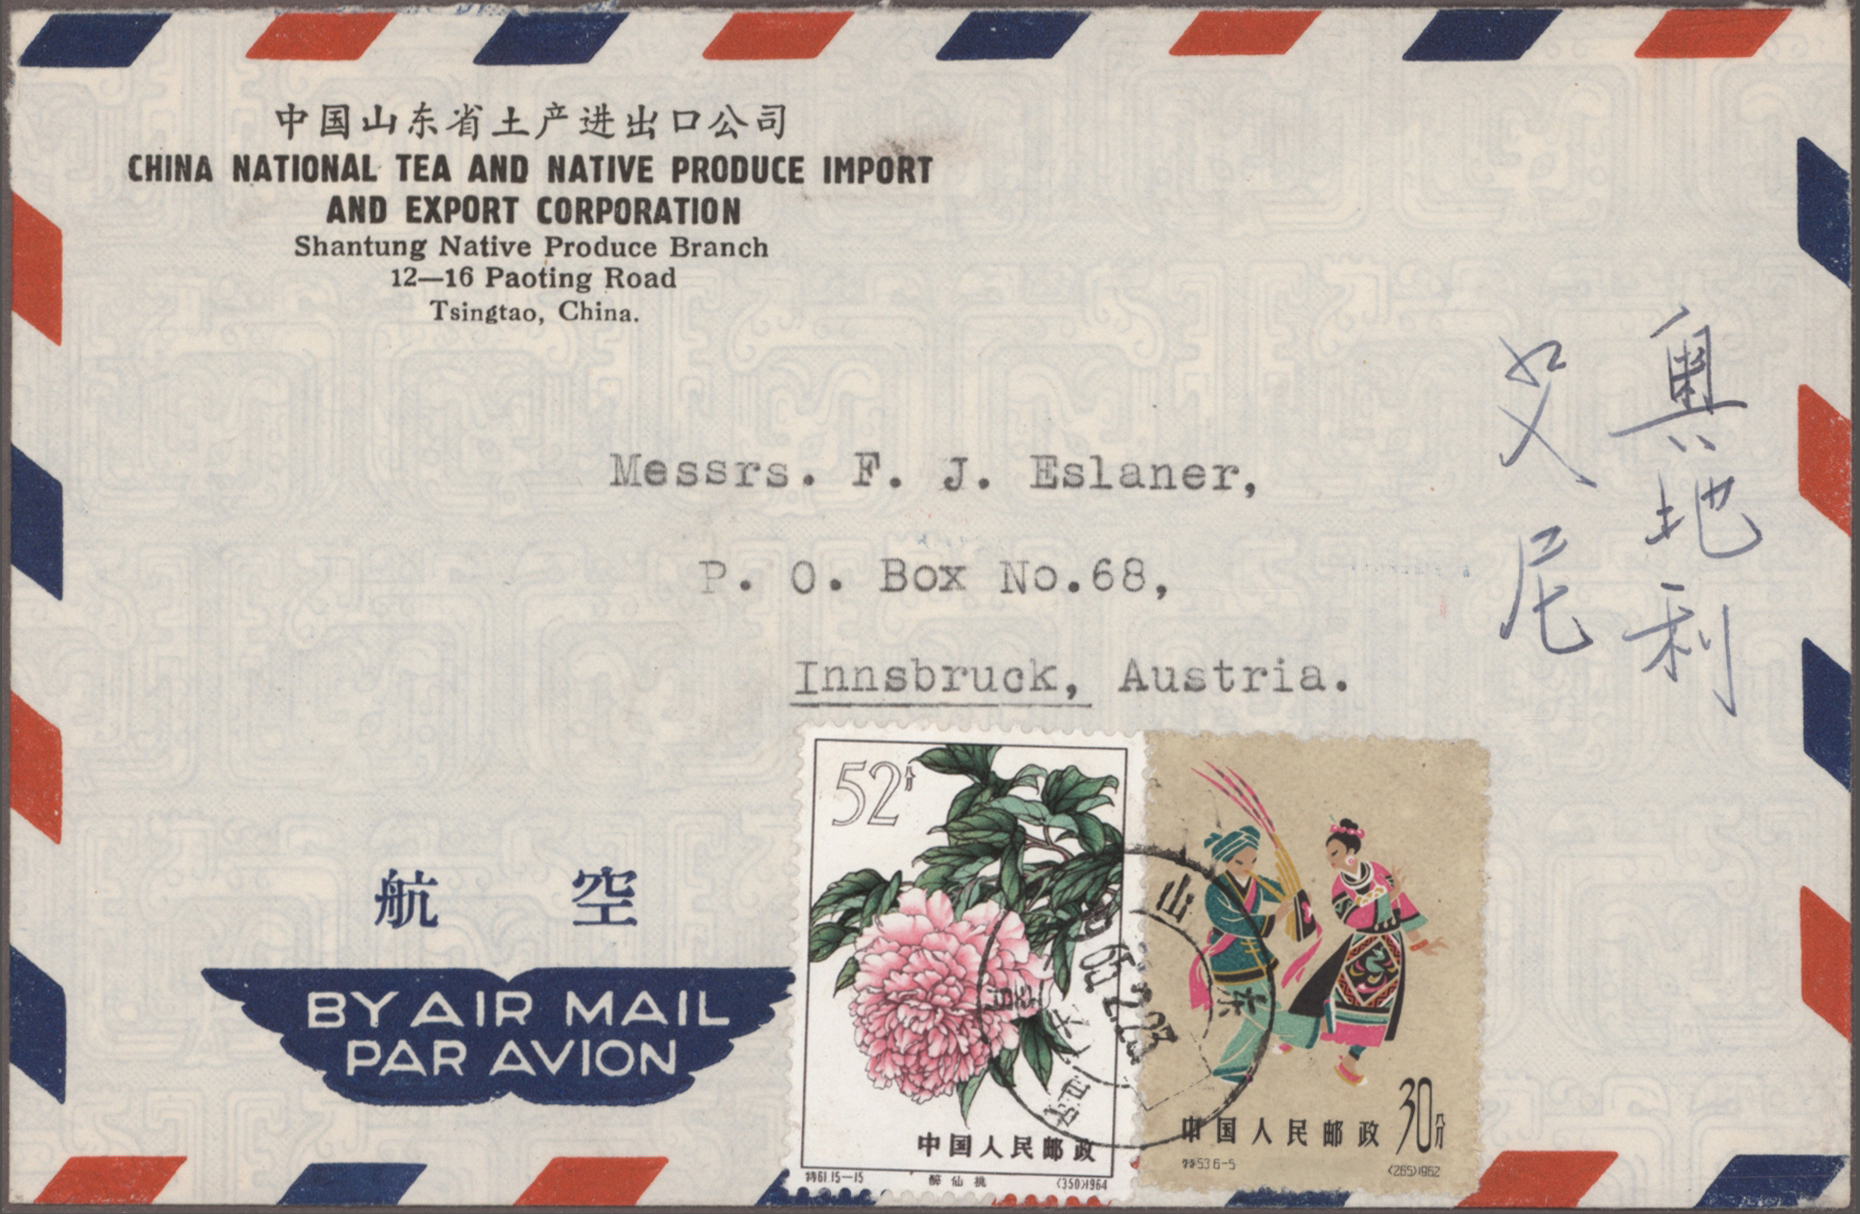 中国山东省土产进出口公司
CHINA NATIONAL TEA AND NATIVE PRODUCE IMPORT
AND EXPORT CORPORATION
Shantung Native Produce Branch
12—16 Paoting Road
Tsingtao, China.
奥地利
艾尼
Messrs. F. J. Eslaner,
P. O. Box No.68,
Innsbruck, Austria.
航空
BY AIR MAIL
PAR AVION
52分
中国人民邮政
特61.15—15
醉仙桃
(350)1964
山东
30分
中国人民邮政
特53.6-5
(265)1962